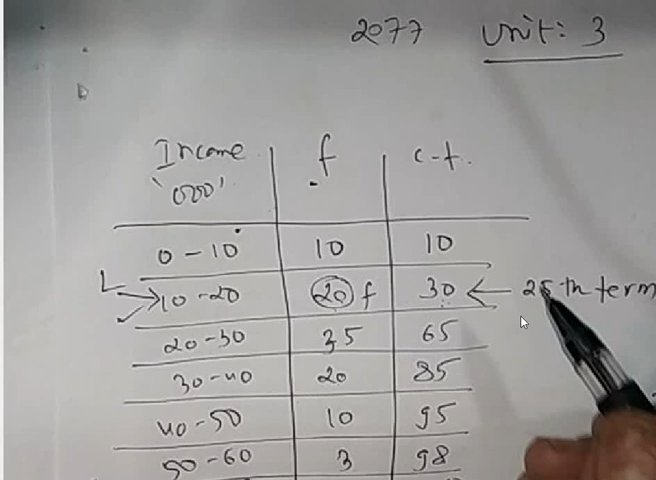 2077 Unit: 3
Income f c-f.
'000'
0-10 10 10
L 10-20 20 f 30 ← 25th term
20-30 35 65
30-40 20 85
40-50 10 95
50-60 3 98